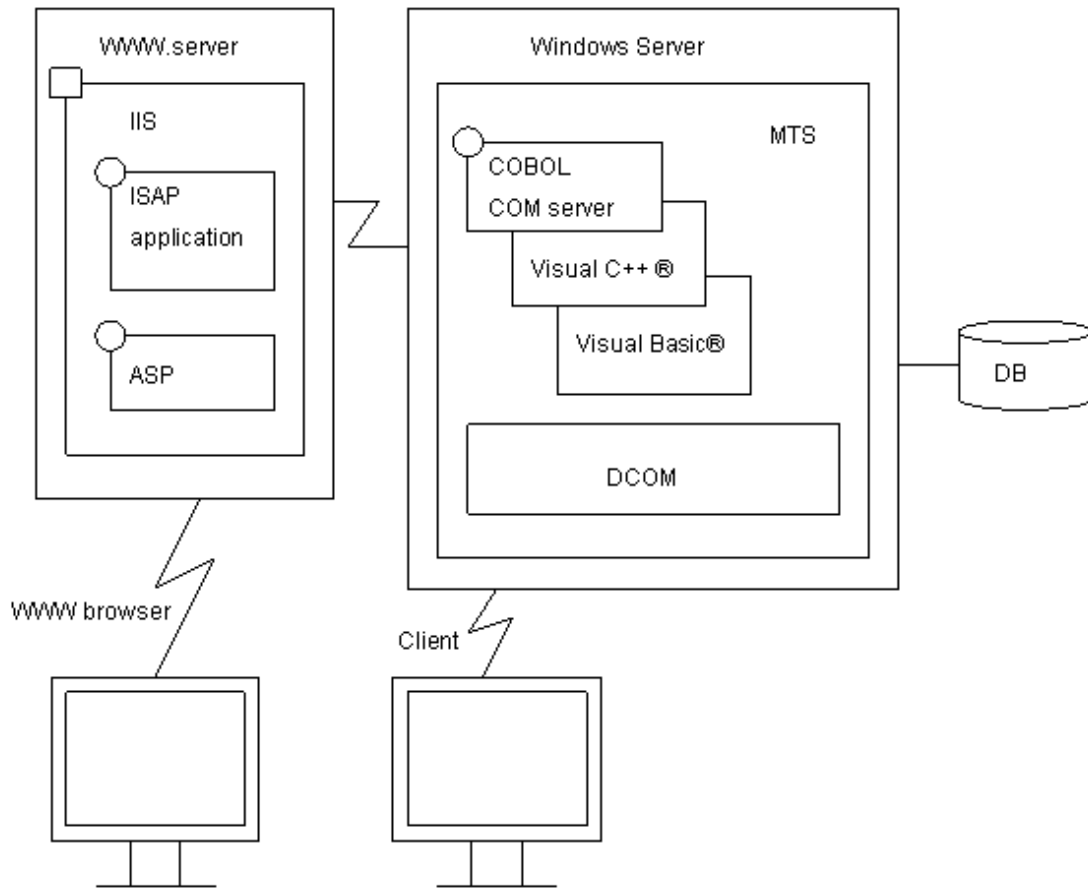 WWW.server
IIS
ISAP
application
ASP
Windows Server
MTS
COBOL
COM server
Visual C++ ®
Visual Basic®
DCOM
DB
WWW browser
Client